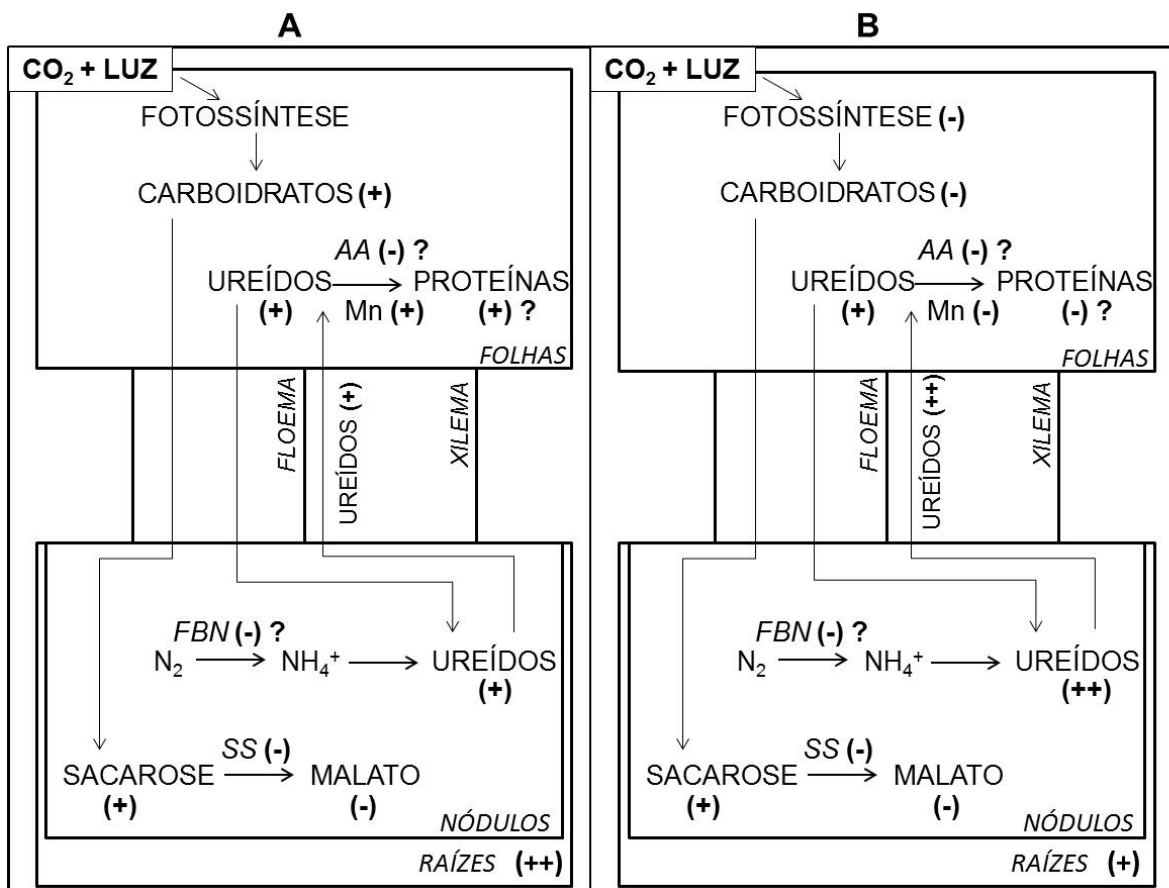 A
CO₂ + LUZ
FOTOSSÍNTESE
CARBOIDRATOS (+)
AA (-) ?
UREÍDOS PROTEÍNAS
(+) Mn (+) (+) ?
FOLHAS
FLOEMA
UREÍDOS (+)
XILEMA
FBN (-) ?
N₂ NH₄⁺ UREÍDOS
(+)
SS (-)
SACAROSE MALATO
(+) (-)
NÓDULOS
RAÍZES (++)
B
CO₂ + LUZ
FOTOSSÍNTESE (-)
CARBOIDRATOS (-)
AA (-) ?
UREÍDOS PROTEÍNAS
(+) Mn (-) (-) ?
FOLHAS
FLOEMA
UREÍDOS (++)
XILEMA
FBN (-) ?
N₂ NH₄⁺ UREÍDOS
(++)
SS (-)
SACAROSE MALATO
(+) (-)
NÓDULOS
RAÍZES (+)